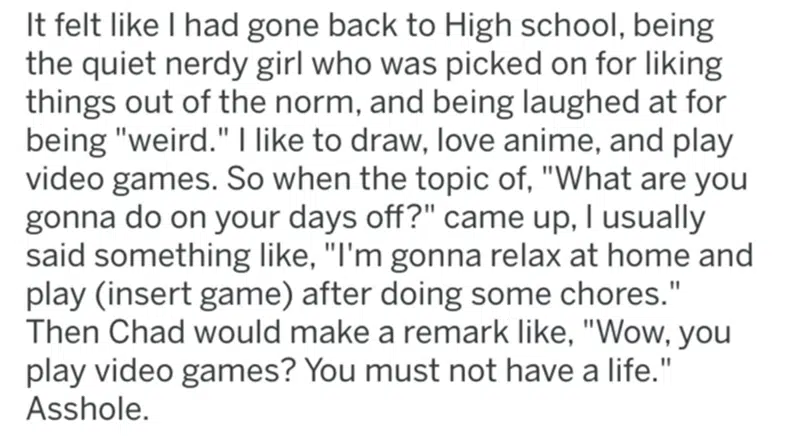 It felt like I had gone back to High school, being
the quiet nerdy girl who was picked on for liking
things out of the norm, and being laughed at for
being "weird." I like to draw, love anime, and play
video games. So when the topic of, "What are you
gonna do on your days off?" came up, I usually
said something like, "I'm gonna relax at home and
play (insert game) after doing some chores."
Then Chad would make a remark like, "Wow, you
play video games? You must not have a life."
Asshole.